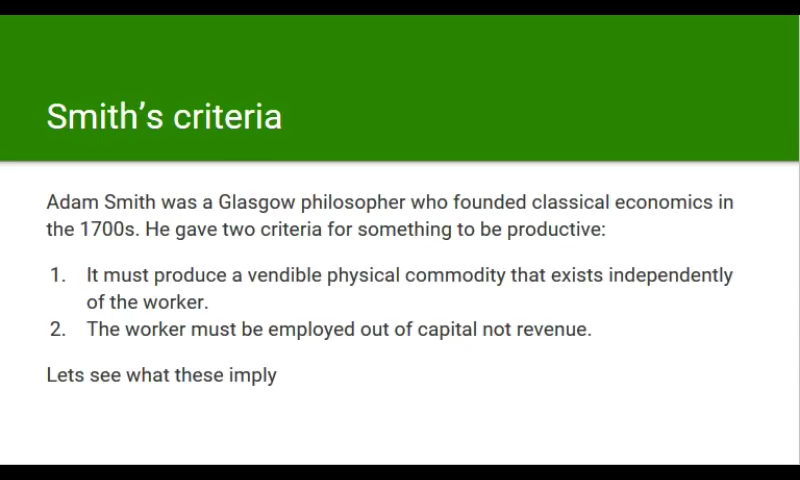 Smith’s criteria
Adam Smith was a Glasgow philosopher who founded classical economics in
the 1700s. He gave two criteria for something to be productive:
1. It must produce a vendible physical commodity that exists independently
of the worker.
2. The worker must be employed out of capital not revenue.
Lets see what these imply